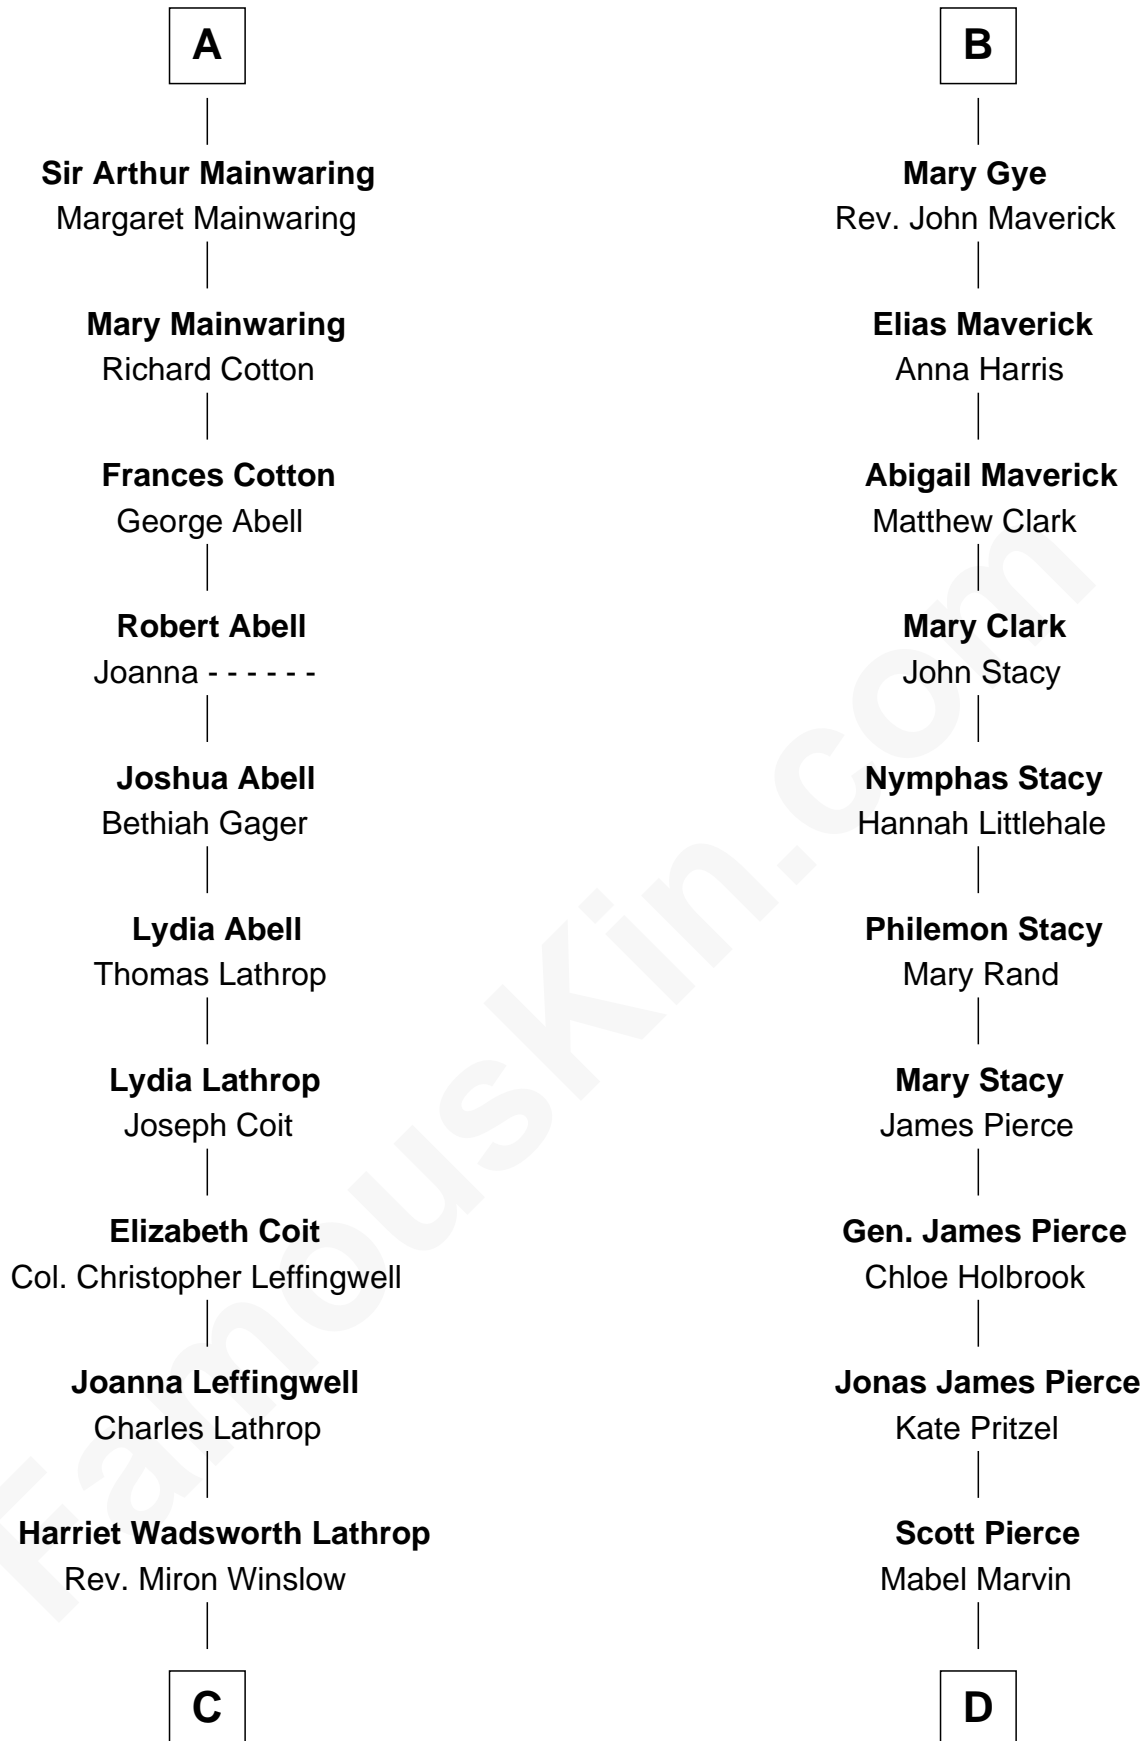 A
Sir Arthur Mainwaring
Margaret Mainwaring
Mary Mainwaring
Richard Cotton
Frances Cotton
George Abell
Robert Abell
Joanna - - - - - -
Joshua Abell
Bethiah Gager
Lydia Abell
Thomas Lathrop
Lydia Lathrop
Joseph Coit
Elizabeth Coit
Col. Christopher Leffingwell
Joanna Leffingwell
Charles Lathrop
Harriet Wadsworth Lathrop
Rev. Miron Winslow
C
B
Mary Gye
Rev. John Maverick
Elias Maverick
Anna Harris
Abigail Maverick
Matthew Clark
Mary Clark
John Stacy
Nymphas Stacy
Hannah Littlehale
Philemon Stacy
Mary Rand
Mary Stacy
James Pierce
Gen. James Pierce
Chloe Holbrook
Jonas James Pierce
Kate Pritzel
Scott Pierce
Mabel Marvin
D
FamousKin.com